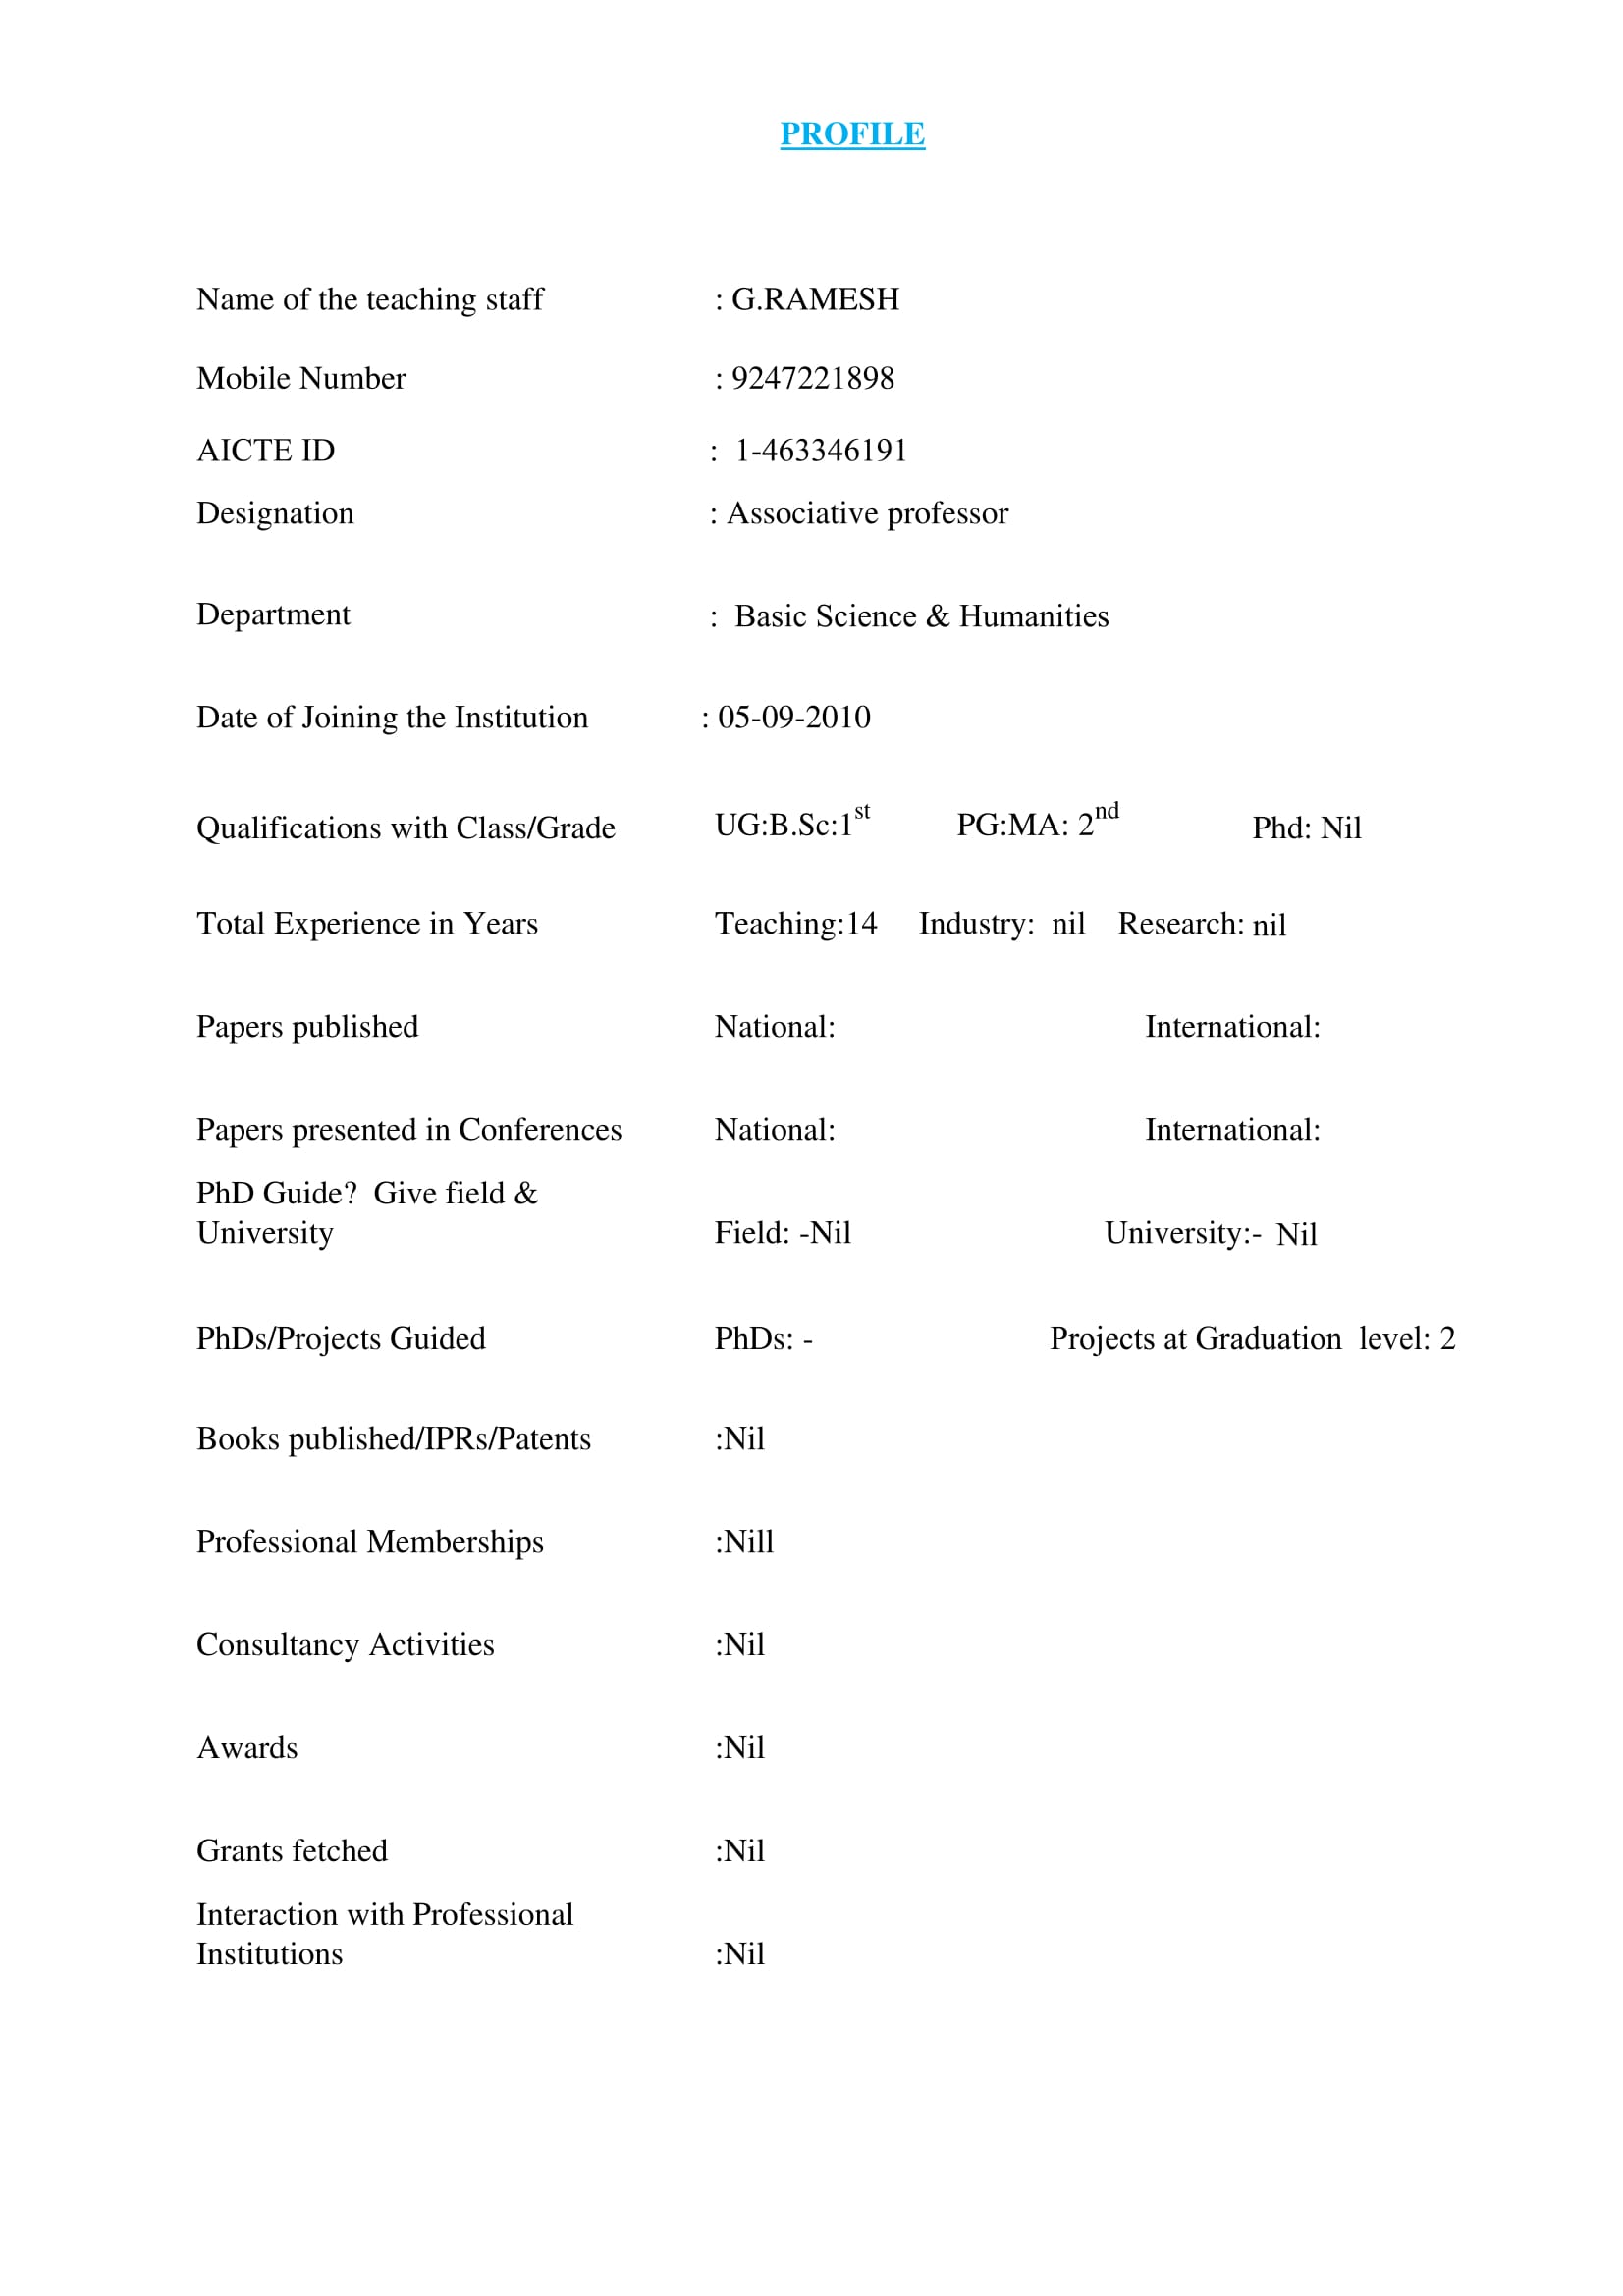 PROFILE
Name of the teaching staff : G.RAMESH
Mobile Number : 9247221898
AICTE ID : 1-463346191
Designation : Associative professor
Department : Basic Science & Humanities
Date of Joining the Institution : 05-09-2010
Qualifications with Class/Grade UG:B.Sc:1st PG:MA: 2nd Phd: Nil
Total Experience in Years Teaching:14 Industry: nil Research: nil
Papers published National: International:
Papers presented in Conferences National: International:
PhD Guide? Give field &
University Field: -Nil University:- Nil
PhDs/Projects Guided PhDs: - Projects at Graduation level: 2
Books published/IPRs/Patents :Nil
Professional Memberships :Nill
Consultancy Activities :Nil
Awards :Nil
Grants fetched :Nil
Interaction with Professional
Institutions :Nil